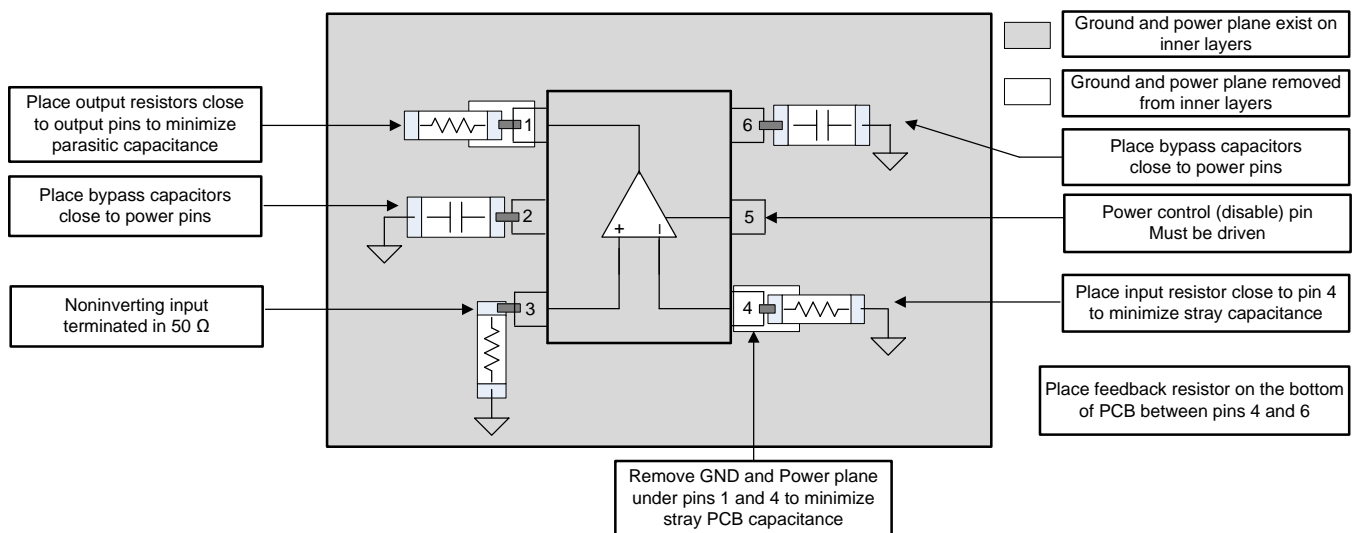 Ground and power plane exist on
inner layers
Ground and power plane removed
from inner layers
Place output resistors close
to output pins to minimize
parasitic capacitance
Place bypass capacitors
close to power pins
Noninverting input
terminated in 50 Ω
1
2
3
+
–
6
5
4
Place bypass capacitors
close to power pins
Power control (disable) pin
Must be driven
Place input resistor close to pin 4
to minimize stray capacitance
Place feedback resistor on the bottom
of PCB between pins 4 and 6
Remove GND and Power plane
under pins 1 and 4 to minimize
stray PCB capacitance